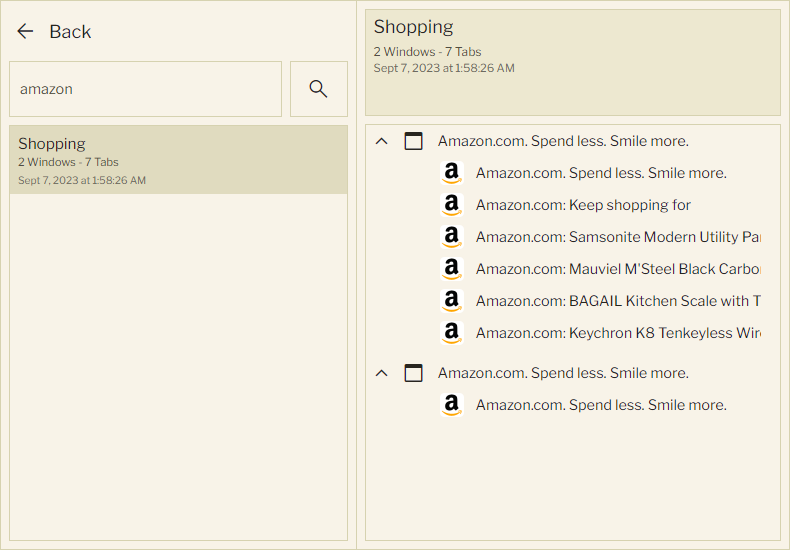 Back
amazon
Shopping
2 Windows - 7 Tabs
Sept 7, 2023 at 1:58:26 AM
Shopping
2 Windows - 7 Tabs
Sept 7, 2023 at 1:58:26 AM
Amazon.com. Spend less. Smile more.
Amazon.com. Spend less. Smile more.
Amazon.com: Keep shopping for
Amazon.com: Samsonite Modern Utility
Amazon.com: Mauviel M'Steel Black
Amazon.com: BAGAIL Kitchen Scale with
Amazon.com: Keychron K8 Tenkeyless
Amazon.com. Spend less. Smile more.
Amazon.com. Spend less. Smile more.